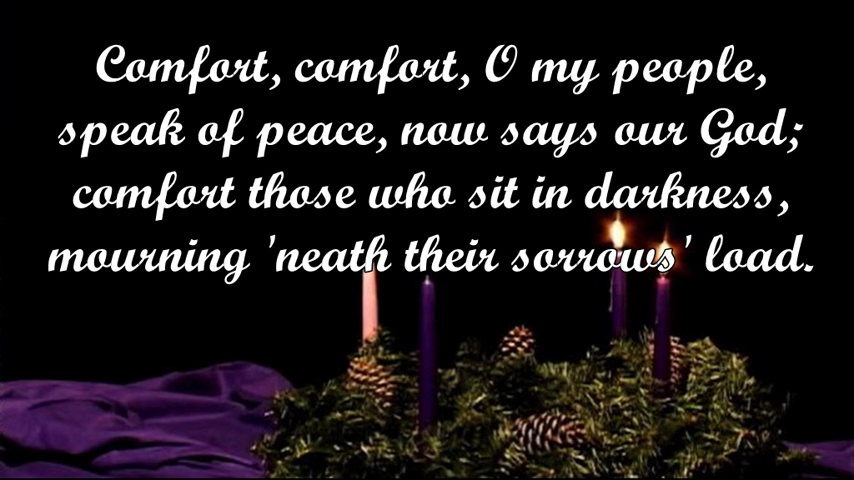 Comfort, comfort, O my people,
speak of peace, now says our God;
comfort those who sit in darkness,
mourning 'neath their sorrows' load.